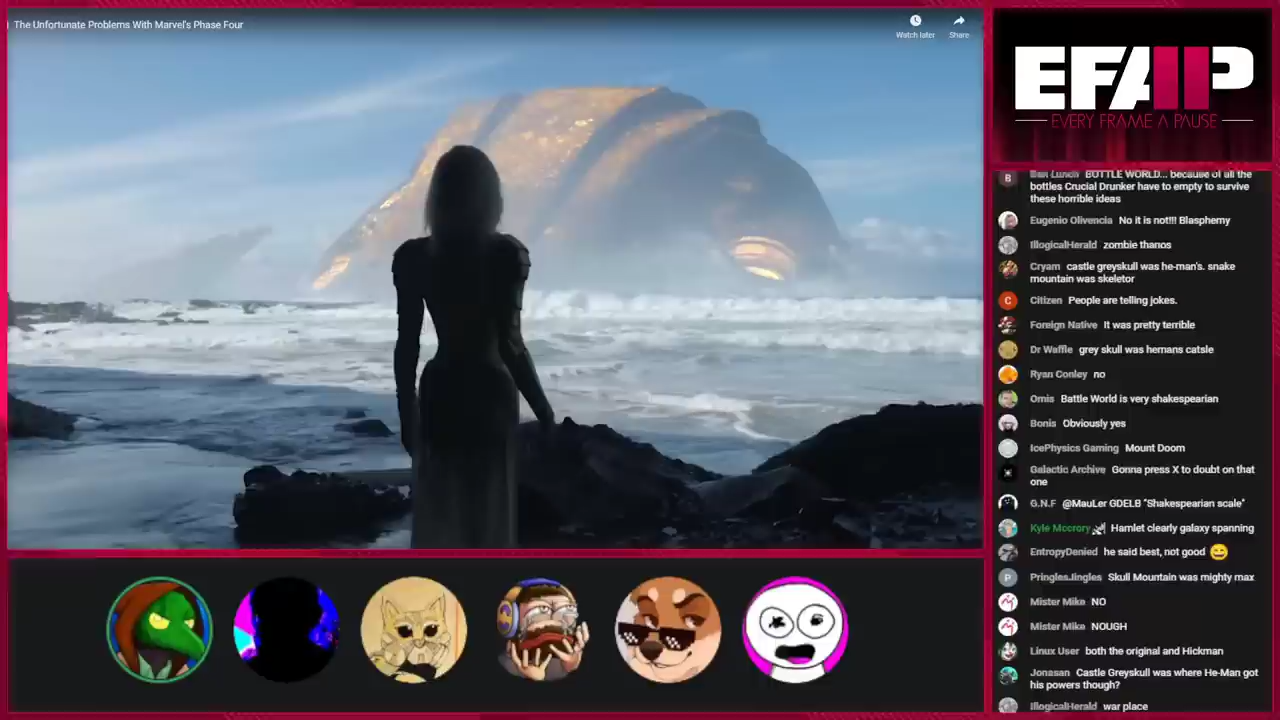 The Unfortunate Problems With Marvel's Phase Four
Watch later
Share
EFAP
EVERY FRAME A PAUSE
B
BOTTLE WORLD... because of all the
bottles Crucial Drunker have to empty to survive
these horrible ideas
Eugenio Olivencia No it is not!!! Blasphemy
IllogicalHerald zombie thanos
Cryam castle greyskull was he-man's. snake
mountain was skeletor
C
Citizen People are telling jokes.
Foreign Native It was pretty terrible
Dr Waffle grey skull was hemans catsle
Ryan Conley no
Omis Battle World is very shakespearian
Bonis Obviously yes
IcePhysics Gaming Mount Doom
Galactic Archive Gonna press X to doubt on that
one
G.N.F @MauLer GDELB "Shakespearian scale"
Kyle Mccrory Hamlet clearly galaxy spanning
EntropyDenied he said best, not good 😄
P
PringlesJingles Skull Mountain was mighty max
Mister Mike NO
Mister Mike NOUGH
Linux User both the original and Hickman
Jonasan Castle Greyskull was where He-Man got
his powers though?
IllogicalHerald war place